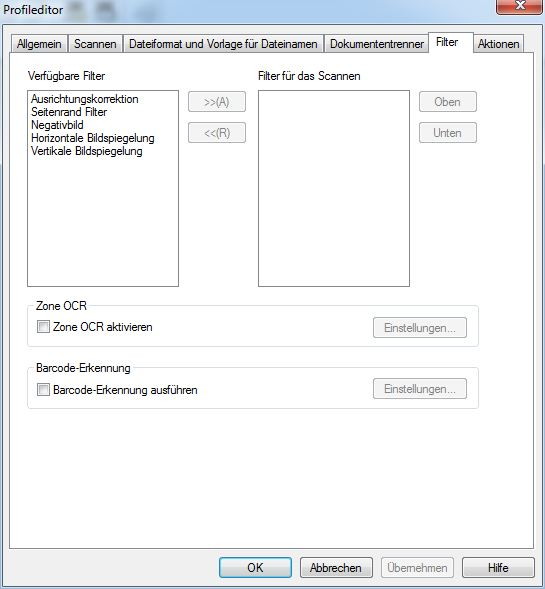 Profileditor
Allgemein Scannen Dateiformat und Vorlage für Dateinamen Dokumententrenner Filter Aktionen
Verfügbare Filter Filter für das Scannen
Ausrichtungskorrektion
Seitenrand Filter
Negativbild
Horizontale Bildspiegelung
Vertikale Bildspiegelung
>>(A)
<<(R)
Oben
Unten
Zone OCR
Zone OCR aktivieren Einstellungen...
Barcode-Erkennung
Barcode-Erkennung ausführen Einstellungen...
OK Abbrechen Übernehmen Hilfe